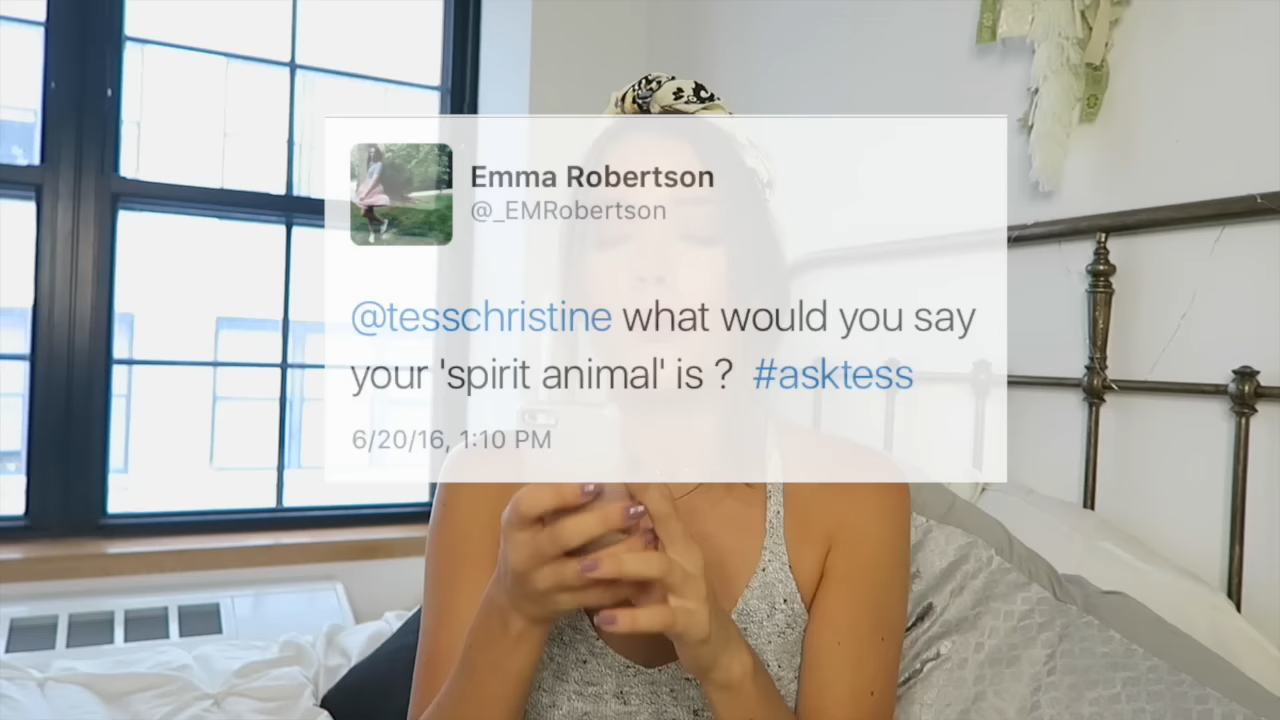 Emma Robertson
@_EMRobertson
@tesschristine what would you say
your 'spirit animal' is ? #asktess
6/20/16, 1:10 PM